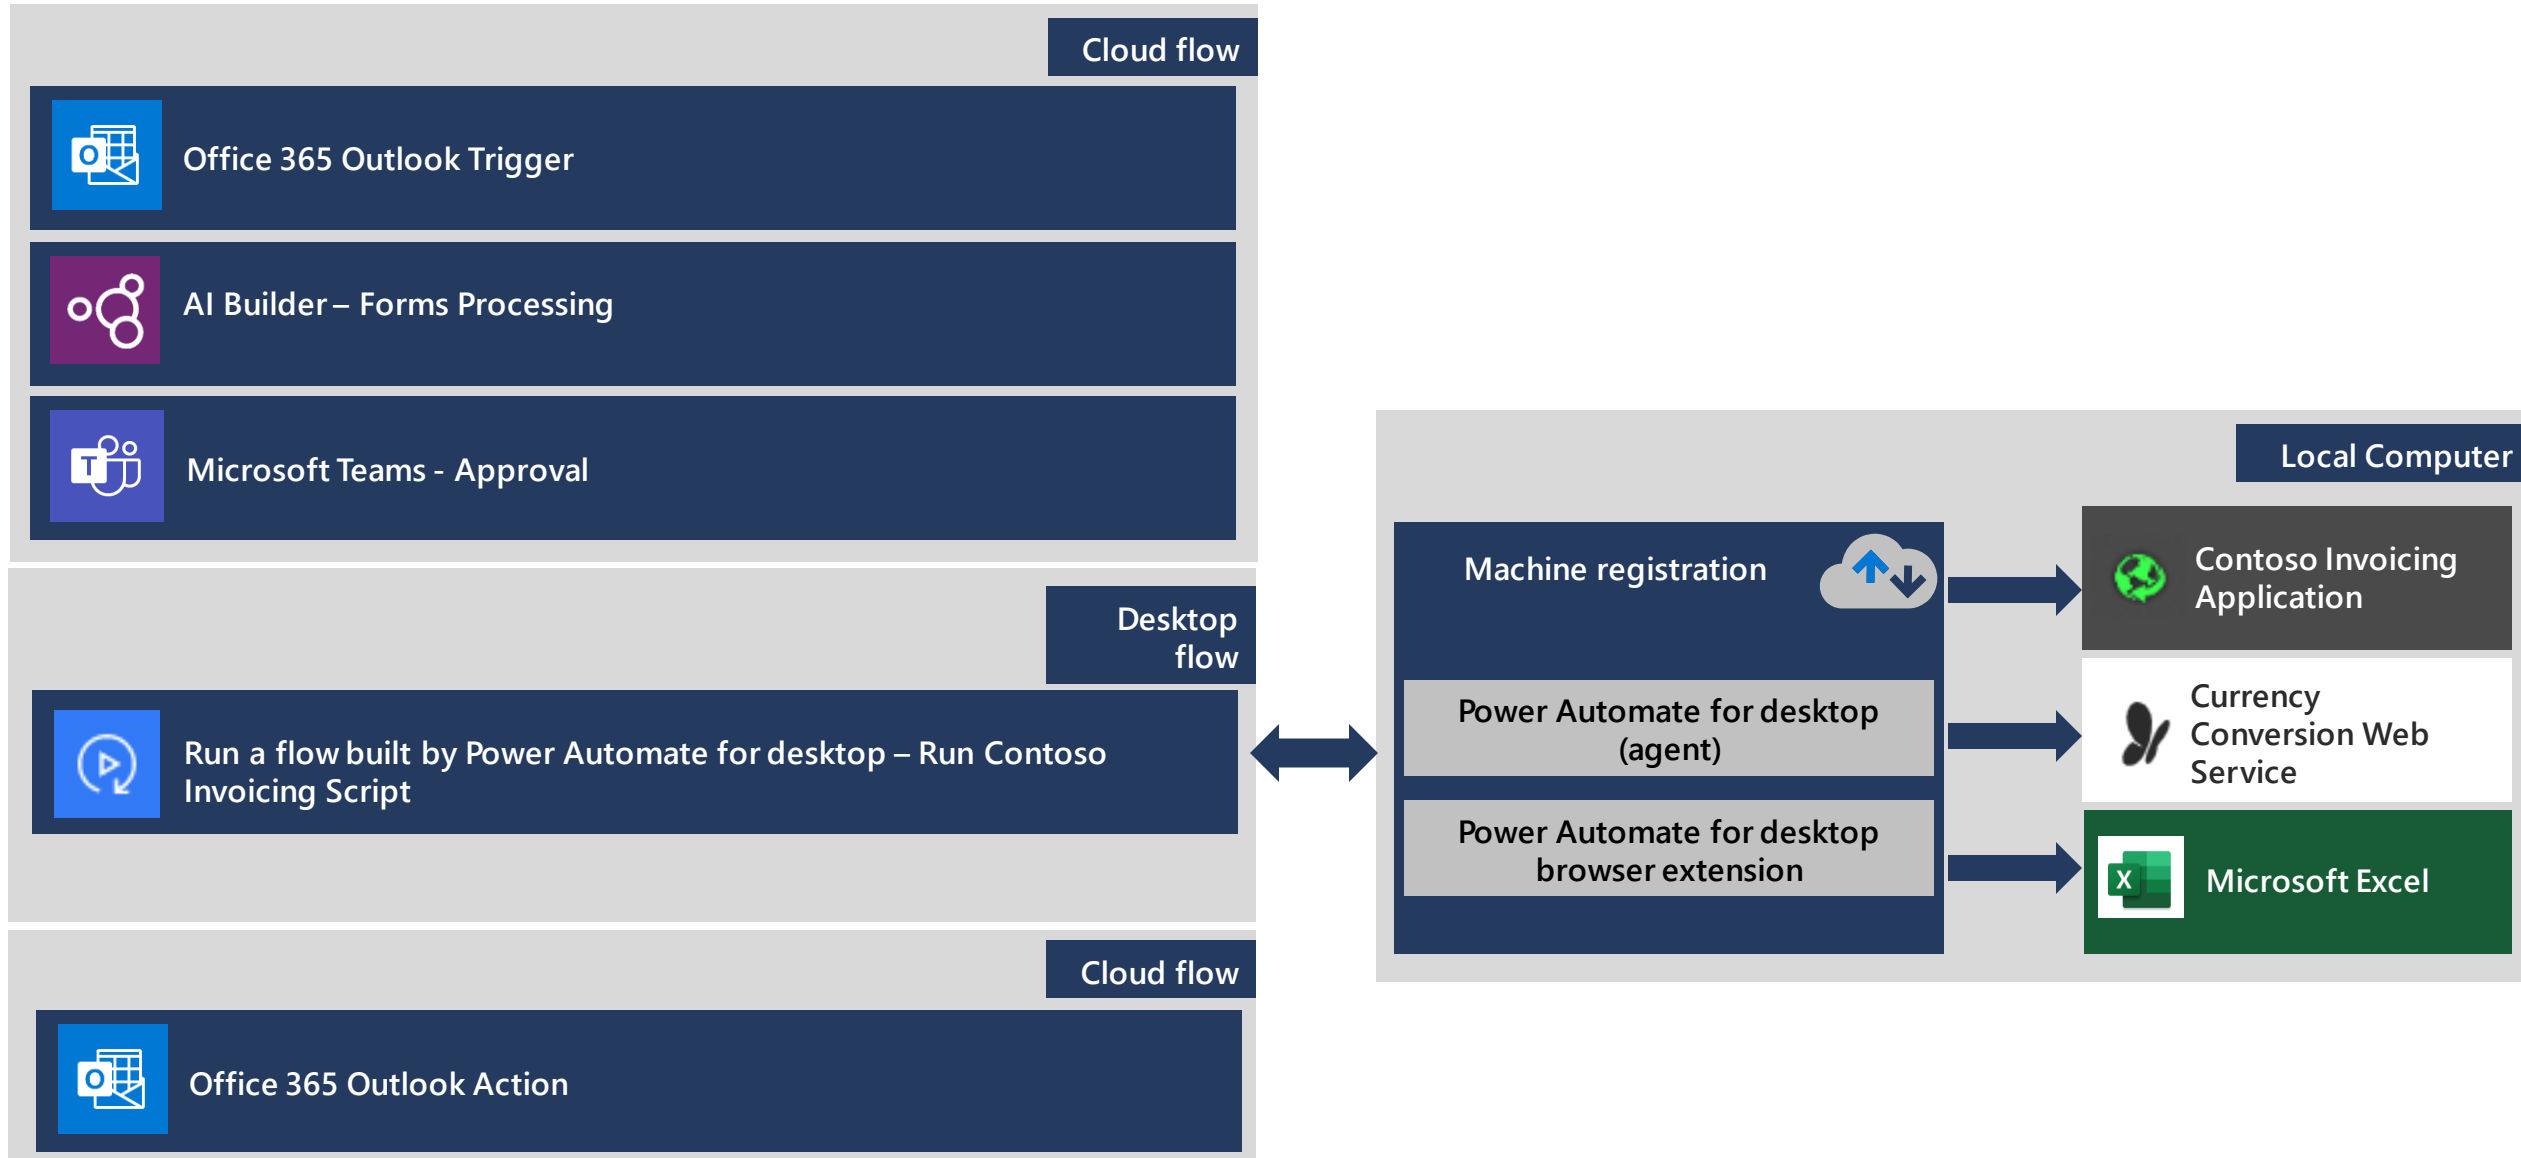 Cloud flow
Office 365 Outlook Trigger
AI Builder – Forms Processing
Microsoft Teams - Approval
Desktop
flow
Run a flow built by Power Automate for desktop – Run Contoso
Invoicing Script
Cloud flow
Office 365 Outlook Action
Local Computer
Machine registration
Power Automate for desktop
(agent)
Power Automate for desktop
browser extension
Contoso Invoicing
Application
Currency
Conversion Web
Service
Microsoft Excel